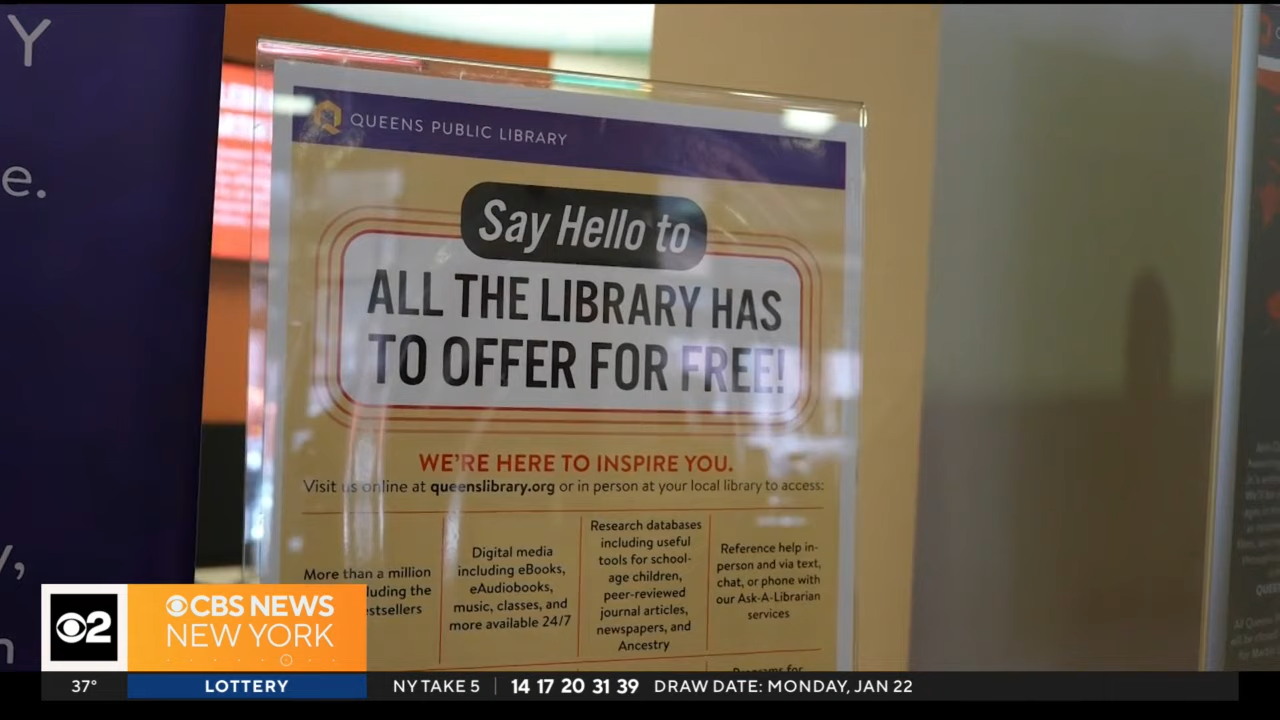 Y
e.
QUEENS PUBLIC LIBRARY
Say Hello to
ALL THE LIBRARY HAS
TO OFFER FOR FREE!
WE'RE HERE TO INSPIRE YOU.
Visit us online at queenslibrary.org or in person at your local library to access:
More than a million
luding the
estsellers
Digital media
including eBooks,
eAudiobooks,
music, classes, and
more available 24/7
Research databases
including useful
tools for school-
age children,
peer-reviewed
journal articles,
newspapers, and
Ancestry
Reference help in-
person and via text,
chat, or phone with
our Ask-A-Librarian
services
Programs for
2
CBS NEWS
NEW YORK
37° LOTTERY NY TAKE 5 | 14 17 20 31 39 DRAW DATE: MONDAY, JAN 22